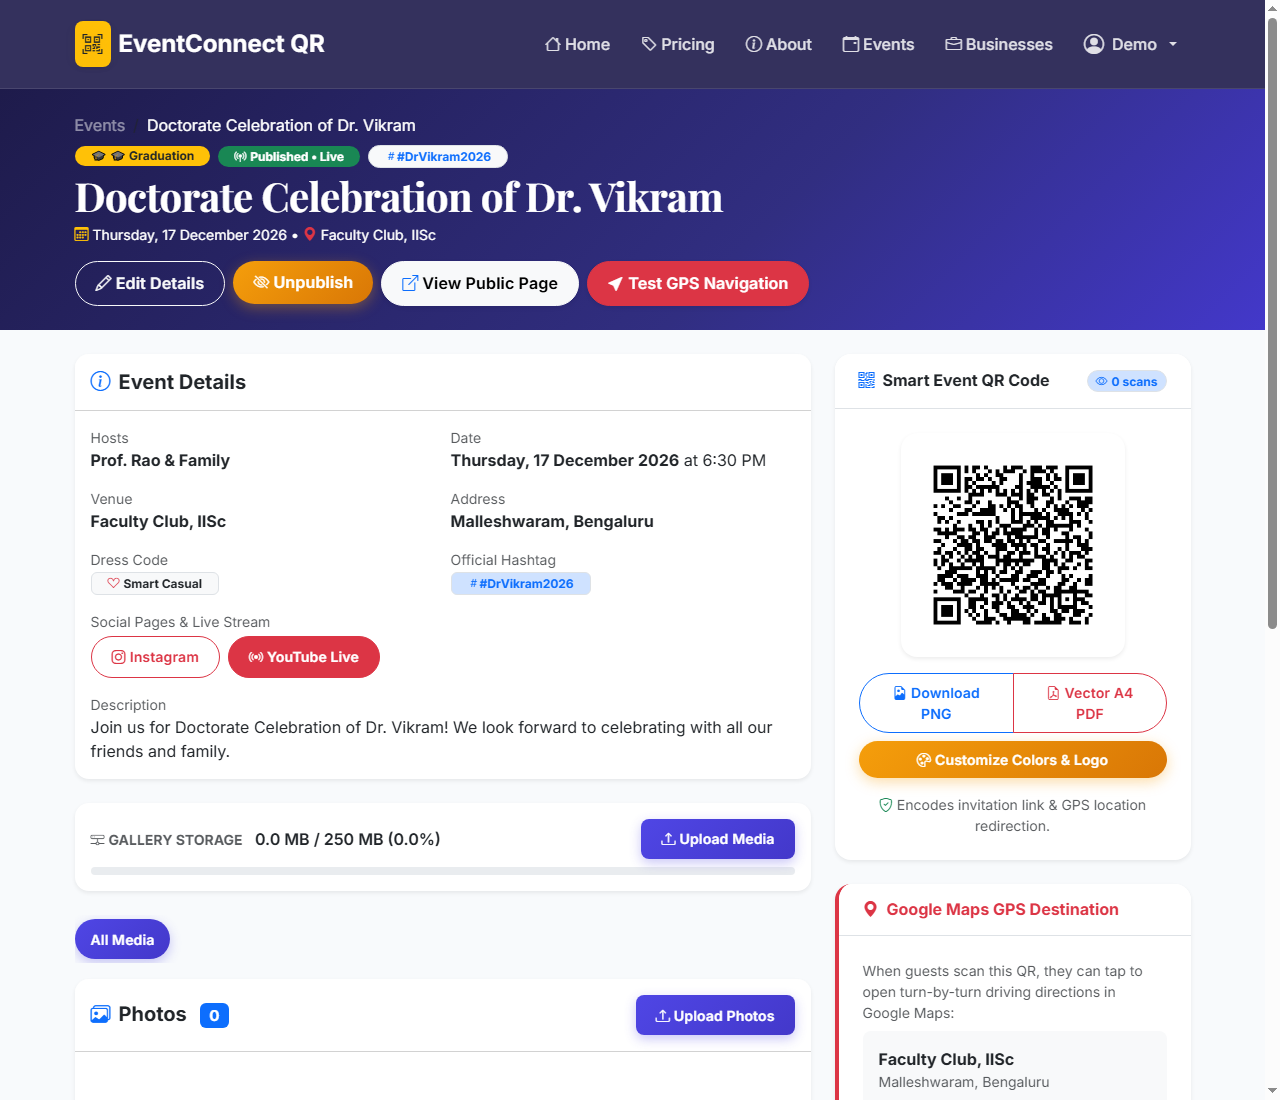 EventConnect QR
Home
Pricing
About
Events
Businesses
Demo
Events
Doctorate Celebration of Dr. Vikram
Graduation
Published • Live
# #DrVikram2026
Doctorate Celebration of Dr. Vikram
Thursday, 17 December 2026 • Faculty Club, IISc
Edit Details
Unpublish
View Public Page
Test GPS Navigation
Event Details
Hosts
Prof. Rao & Family
Date
Thursday, 17 December 2026 at 6:30 PM
Venue
Faculty Club, IISc
Address
Malleshwaram, Bengaluru
Dress Code
Smart Casual
Official Hashtag
# #DrVikram2026
Social Pages & Live Stream
Instagram
YouTube Live
Description
Join us for Doctorate Celebration of Dr. Vikram! We look forward to celebrating with all our
friends and family.
GALLERY STORAGE 0.0 MB / 250 MB (0.0%)
Upload Media
All Media
Photos 0
Upload Photos
Smart Event QR Code
0 scans
Download
PNG
Vector A4
PDF
Customize Colors & Logo
Encodes invitation link & GPS location
redirection.
Google Maps GPS Destination
When guests scan this QR, they can tap to
open turn-by-turn driving directions in
Google Maps:
Faculty Club, IISc
Malleshwaram, Bengaluru